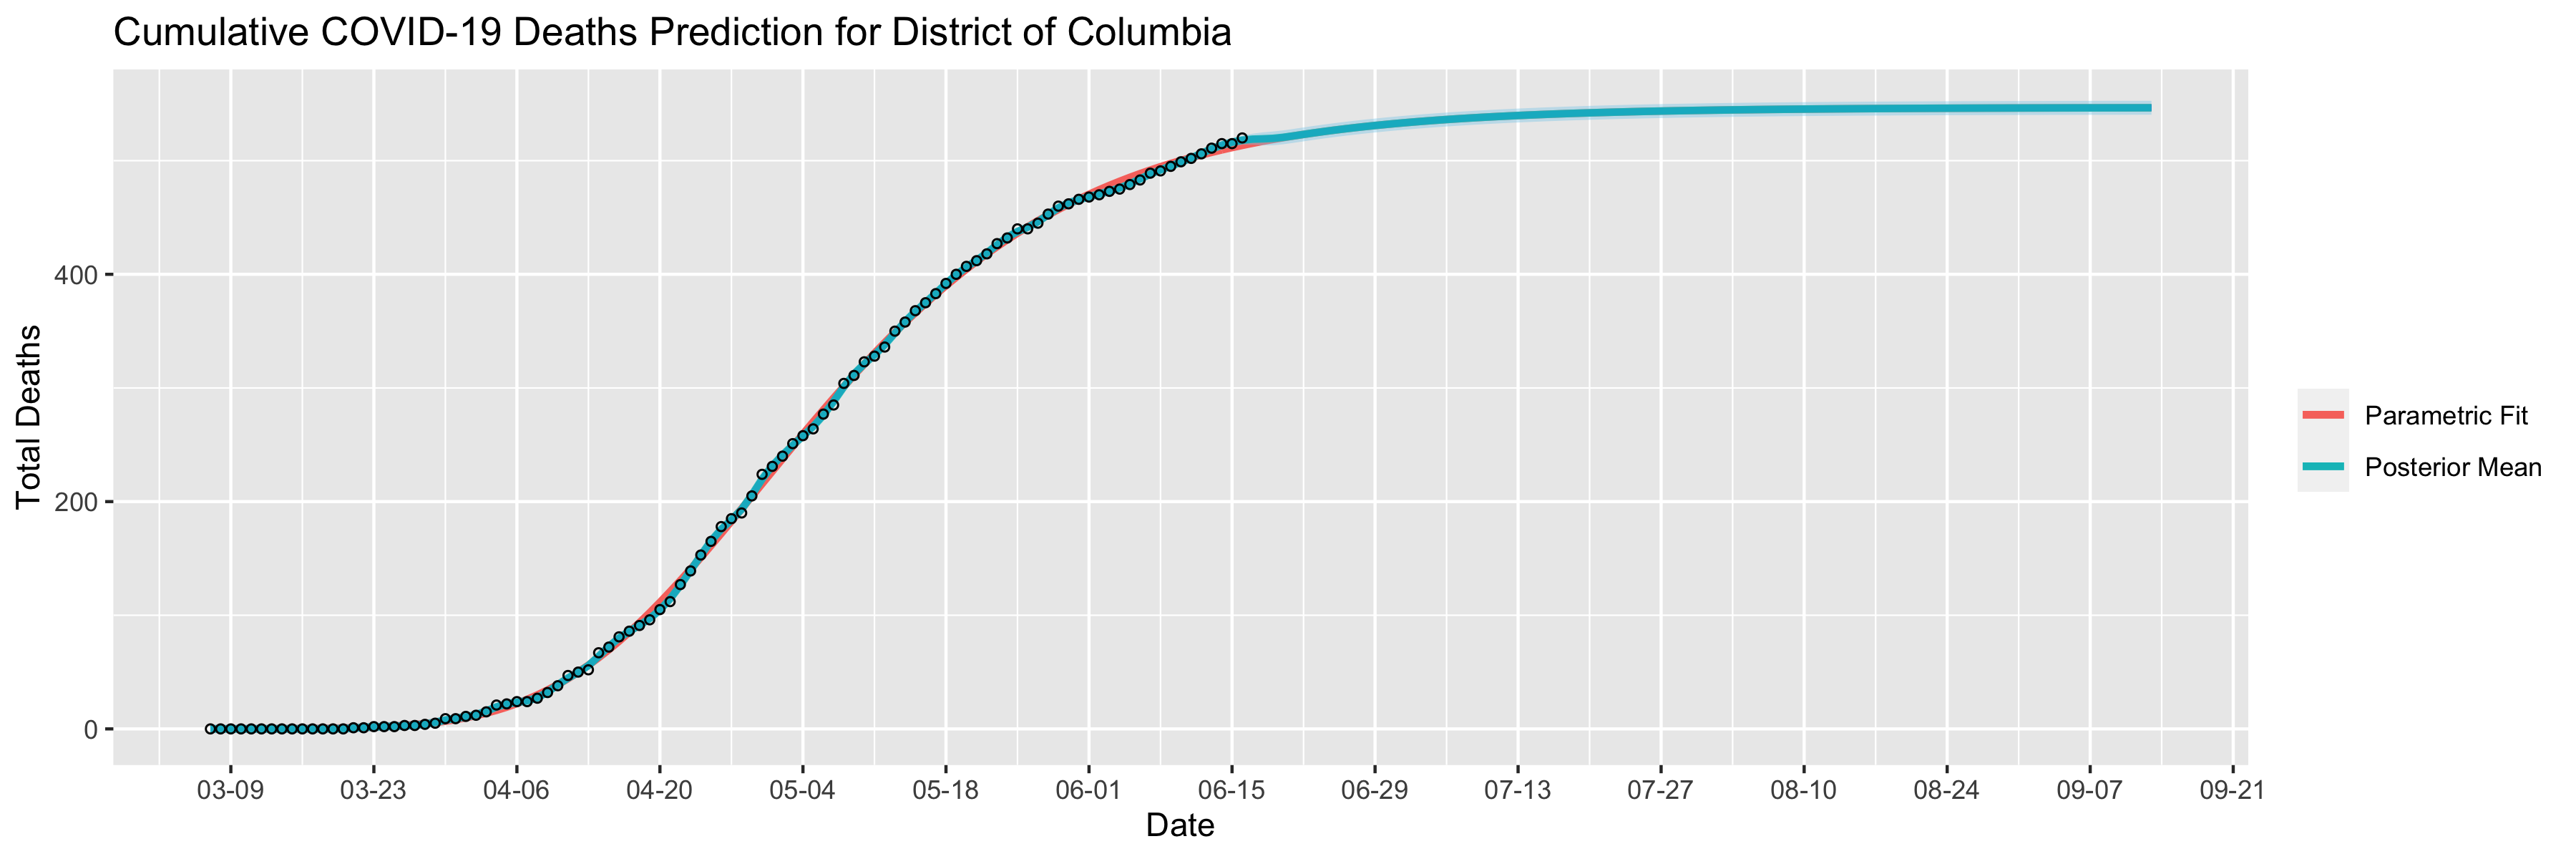 Cumulative COVID-19 Deaths Prediction for District of Columbia
Total Deaths
400
200
0
03-09 03-23 04-06 04-20 05-04 05-18 06-01 06-15 06-29 07-13 07-27 08-10 08-24 09-07 09-21
Date
Parametric Fit
Posterior Mean